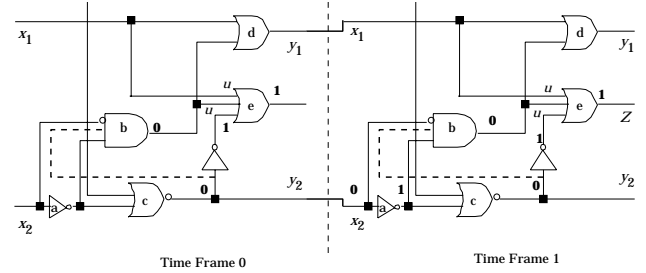 x1 d y1 x1 d y1
u 1 u 1
u e u e Z
b 0 1 b 0 1
0 y2 0 1 0 y2
a c a c
x2 x2
Time Frame 0 Time Frame 1